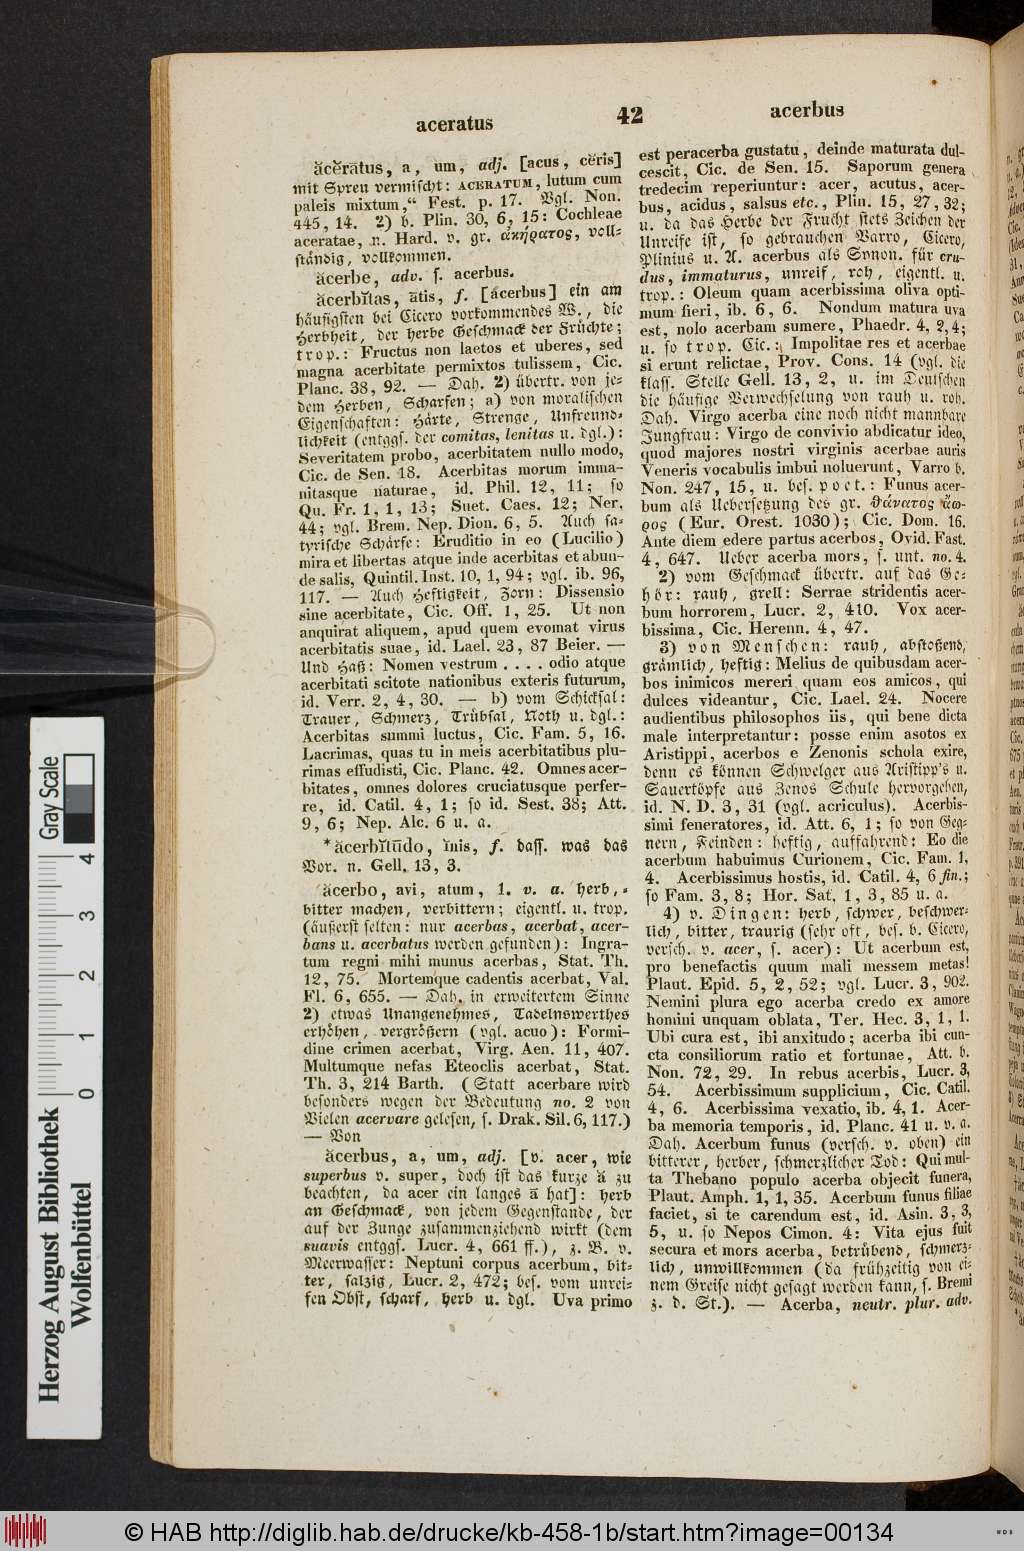 aceratus
42
acerbus
ăcĕrātus, a, um, adj. [acus, cĕris]
mit Spreu vermischt: ACERATUM, lutum cum
paleis mixtum,“ Fest. p. 17. Vgl. Non.
445, 14. 2) b. Plin. 30, 6, 15: Cochleae
aceratae, n. Hard. v. gr. ἀκήρατος, voll-
ständig, vollkommen.
ăcerbe, adv. s. acerbus.
ăcerbĭtas, ātis, f. [acerbus] ein am
häufigsten bei Cicero vorkommendes W., die
Herbheit, der herbe Geschmack der Früchte;
trop.: Fructus non laetos et uberes, sed
magna acerbitate permixtos tulissem, Cic.
Planc. 38, 92. — Dah. 2) übertr. von je-
dem Herben, Scharfen; a) von moralischen
Eigenschaften: Härte, Strenge, Unfreund-
lichkeit (entggs. der comitas, lenitas u. dgl.):
Severitatem probo, acerbitatem nullo modo,
Cic. de Sen. 18. Acerbitas morum imma-
nitasque naturae, id. Phil. 12, 11; so
Qu. Fr. 1, 1, 13; Suet. Caes. 12; Ner.
44; vgl. Brem. Nep. Dion. 6, 5. Auch sa-
tyrische Schärfe: Eruditio in eo (Lucilio)
mira et libertas atque inde acerbitas et abun-
de salis, Quintil. Inst. 10, 1, 94; vgl. ib. 96,
117. — Auch Heftigkeit, Zorn: Dissensio
sine acerbitate, Cic. Off. 1, 25. Ut non
anquirat aliquem, apud quem evomat virus
acerbitatis suae, id. Lael. 23, 87 Beier. —
Und Haß: Nomen vestrum .... odio atque
acerbitati scitote nationibus exteris futurum,
id. Verr. 2, 4, 30. — b) vom Schicksal:
Trauer, Schmerz, Trübsal, Noth u. dgl.:
Acerbitas summi luctus, Cic. Fam. 5, 16.
Lacrimas, quas tu in meis acerbitatibus plu-
rimas effudisti, Cic. Planc. 42. Omnes acer-
bitates, omnes dolores cruciatusque perfer-
re, id. Catil. 4, 1; so id. Sest. 38; Att.
9, 6; Nep. Alc. 6 u. a.
*ăcerbĭtūdo, ĭnis, f. dass. was das
Vor. n. Gell. 13, 3.
ăcerbo, avi, atum, 1. v. a. herb,
bitter machen, verbittern; eigentl. u. trop.
(äußerst selten: nur acerbas, acerbat, acer-
bans u. acerbatus werden gefunden): Ingra-
tum regni mihi munus acerbas, Stat. Th.
12, 75. Mortemque cadentis acerbat, Val.
Fl. 6, 655. — Dah. in erweitertem Sinne
2) etwas Unangenehmes, Tadelnswerthes
erhöhen, vergrößern (vgl. acuo): Formi-
dine crimen acerbat, Virg. Aen. 11, 407.
Multumque nefas Eteoclis acerbat, Stat.
Th. 3, 214 Barth. (Statt acerbare wird
besonders wegen der Bedeutung no. 2 von
Vielen acervare gelesen, s. Drak. Sil. 6, 117.)
— Von
ăcerbus, a, um, adj. [v. acer, wie
superbus v. super, doch ist das kurze ă zu
beachten, da acer ein langes ā hat]: herb
an Geschmack, von jedem Gegenstande, der
auf der Zunge zusammenziehend wirkt (dem
suavis entggs. Lucr. 4, 661 ff.), z. B. v.
Meerwasser: Neptuni corpus acerbum, bit-
ter, salzig, Lucr. 2, 472; bes. vom unrei-
fen Obst, scharf, herb u. dgl. Uva primo
est peracerba gustatu, deinde maturata dul-
cescit, Cic. de Sen. 15. Saporum genera
tredecim reperiuntur: acer, acutus, acer-
bus, acidus, salsus etc., Plin. 15, 27, 32;
u. da das Herbe der Frucht stets Zeichen der
Unreife ist, so gebrauchen Varro, Cicero,
Plinius u. A. acerbus als Synon. für cru-
dus, immaturus, unreif, roh, eigentl. u.
trop.: Oleum quam acerbissima oliva opti-
mum fieri, ib. 6, 6. Nondum matura uva
est, nolo acerbam sumere, Phaedr. 4, 2, 4;
u. so trop. Cic.: Impolitae res et acerbae
si erunt relictae, Prov. Cons. 14 (vgl. die
klass. Stelle Gell. 13, 2, u. im Deutschen
die häufige Verwechselung von rauh u. roh.
Dah. Virgo acerba eine noch nicht mannbare
Jungfrau: Virgo de convivio abdicatur ideo,
quod majores nostri virginis acerbae auris
Veneris vocabulis imbui noluerunt, Varro b.
Non. 247, 15, u. bes. poet.: Funus acer-
bum als Uebersetzung des gr. θάνατος ἄω-
ρος (Eur. Orest. 1030); Cic. Dom. 16.
Ante diem edere partus acerbos, Ovid. Fast.
4, 647. Ueber acerba mors, s. unt. no. 4.
2) vom Geschmack übertr. auf das Ge-
hör: rauh, grell: Serrae stridentis acer-
bum horrorem, Lucr. 2, 410. Vox acer-
bissima, Cic. Herenn. 4, 47.
3) von Menschen: rauh, abstoßend,
grämlich, heftig: Melius de quibusdam acer-
bos inimicos mereri quam eos amicos, qui
dulces videantur, Cic. Lael. 24. Nocere
audientibus philosophos iis, qui bene dicta
male interpretantur: posse enim asotos ex
Aristippi, acerbos e Zenonis schola exire,
denn es können Schwelger aus Aristipp's u.
Sauertöpfe aus Zenos Schule hervorgehen,
id. N. D. 3, 31 (vgl. acriculus). Acerbis-
simi feneratores, id. Att. 6, 1; so von Geg-
nern, Feinden: heftig, auffahrend: Eo die
acerbum habuimus Curionem, Cic. Fam. 1,
4. Acerbissimus hostis, id. Catil. 4, 6 fin.;
so Fam. 3, 8; Hor. Sat. 1, 3, 85 u. a.
4) v. Dingen: herb, schwer, beschwer-
lich, bitter, traurig (sehr oft, bes. b. Cicero,
versch. v. acer, s. acer): Ut acerbum est,
pro benefactis quum mali messem metas!
Plaut. Epid. 5, 2, 52; vgl. Lucr. 3, 902.
Nemini plura ego acerba credo ex amore
homini unquam oblata, Ter. Hec. 3, 1, 1.
Ubi cura est, ibi anxitudo; acerba ibi cun-
cta consiliorum ratio et fortunae, Att. b.
Non. 72, 29. In rebus acerbis, Lucr. 3,
54. Acerbissimum supplicium, Cic. Catil.
4, 6. Acerbissima vexatio, ib. 4, 1. Acer-
ba memoria temporis, id. Planc. 41 u. v. a.
Dah. Acerbum funus (versch. v. oben) ein
bitterer, herber, schmerzlicher Tod: Qui mul-
ta Thebano populo acerba objecit funera,
Plaut. Amph. 1, 1, 35. Acerbum funus filiae
faciet, si te carendum est, id. Asin. 3, 3,
5, u. so Nepos Cimon. 4: Vita ejus fuit
secura et mors acerba, betrübend, schmerz-
lich, unwillkommen (da frühzeitig von ei-
nem Greise nicht gesagt werden kann, s. Bremi
z. d. St.). — Acerba, neutr. plur. adv.
Gray Scale
0 1 2 3 4
Herzog August Bibliothek
Wolfenbüttel
© HAB http://diglib.hab.de/drucke/kb-458-1b/start.htm?image=00134